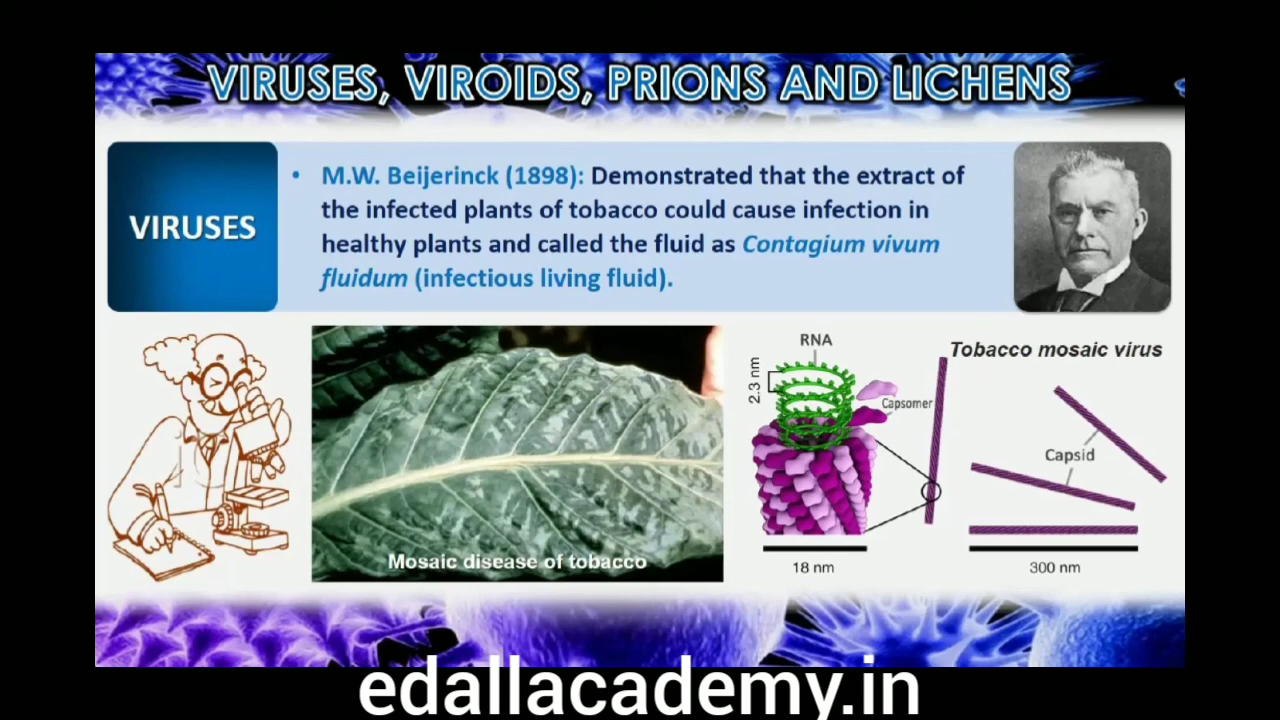 VIRUSES, VIROIDS, PRIONS AND LICHENS
VIRUSES
• M.W. Beijerinck (1898): Demonstrated that the extract of
the infected plants of tobacco could cause infection in
healthy plants and called the fluid as Contagium vivum
fluidum (infectious living fluid).
Mosaic disease of tobacco
RNA
2.3 nm
Capsomer
Tobacco mosaic virus
Capsid
18 nm
300 nm
edallacademy.in